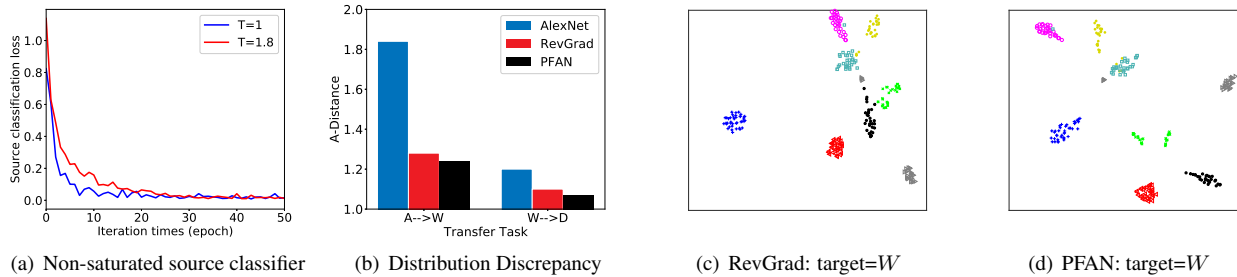 T=1
T=1.8
1.0
0.8
0.6
0.4
0.2
0.0
0
10
20
30
40
50
Source classification loss
Iteration times (epoch)
(a) Non-saturated source classifier
AlexNet
RevGrad
PFAN
2.0
1.8
1.6
1.4
1.2
1.0
A-Distance
A-->W
W-->D
Transfer Task
(b) Distribution Discrepancy
(c) RevGrad: target=W
(d) PFAN: target=W